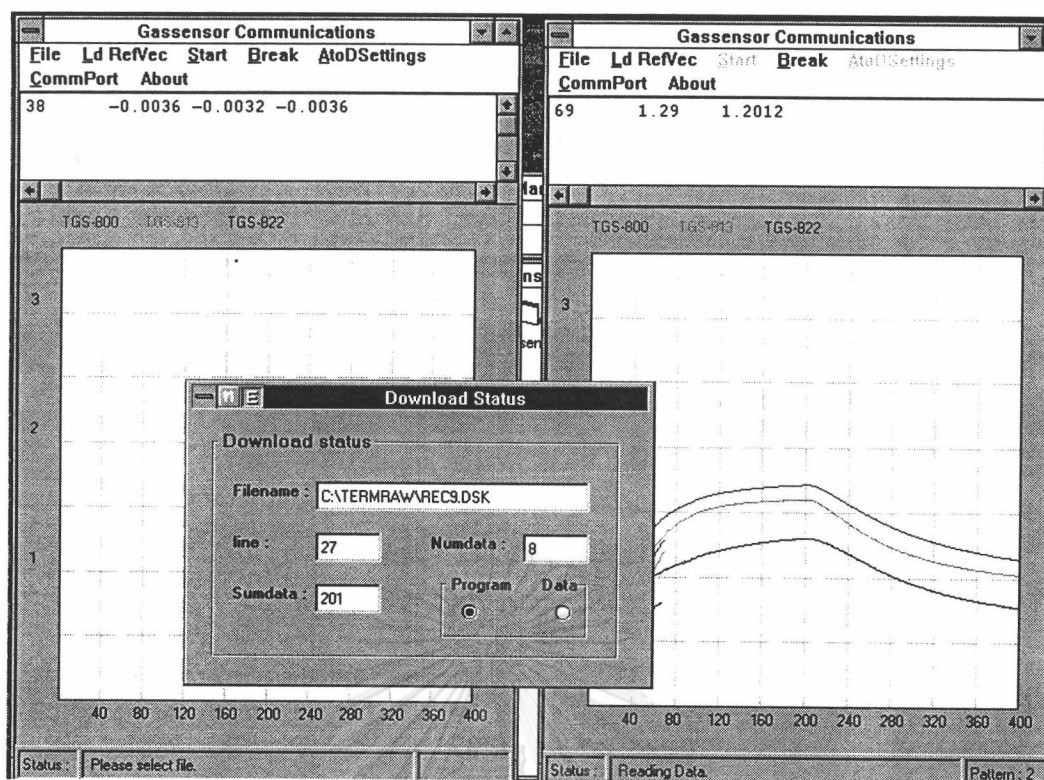 Gassensor Communications
File Ld RefVec Start Break AtoDSettings
CommPort About
38 -0.0036 -0.0032 -0.0036
TGS-800 TGS-813 TGS-822
3
2
1
40 80 120 160 200 240 280 320 360 400
Status : Please select file.
Download Status
Download status
Filename : C:\TERMRAW\REC9.DSK
line : 27 Numdata : 8
Sumdata : 201 Program Data
Gassensor Communications
File Ld RefVec Start Break AtoDSettings
CommPort About
69 1.29 1.2012
TGS-800 TGS-813 TGS-822
3
40 80 120 160 200 240 280 320 360 400
Status : Reading Data. Pattern : 2